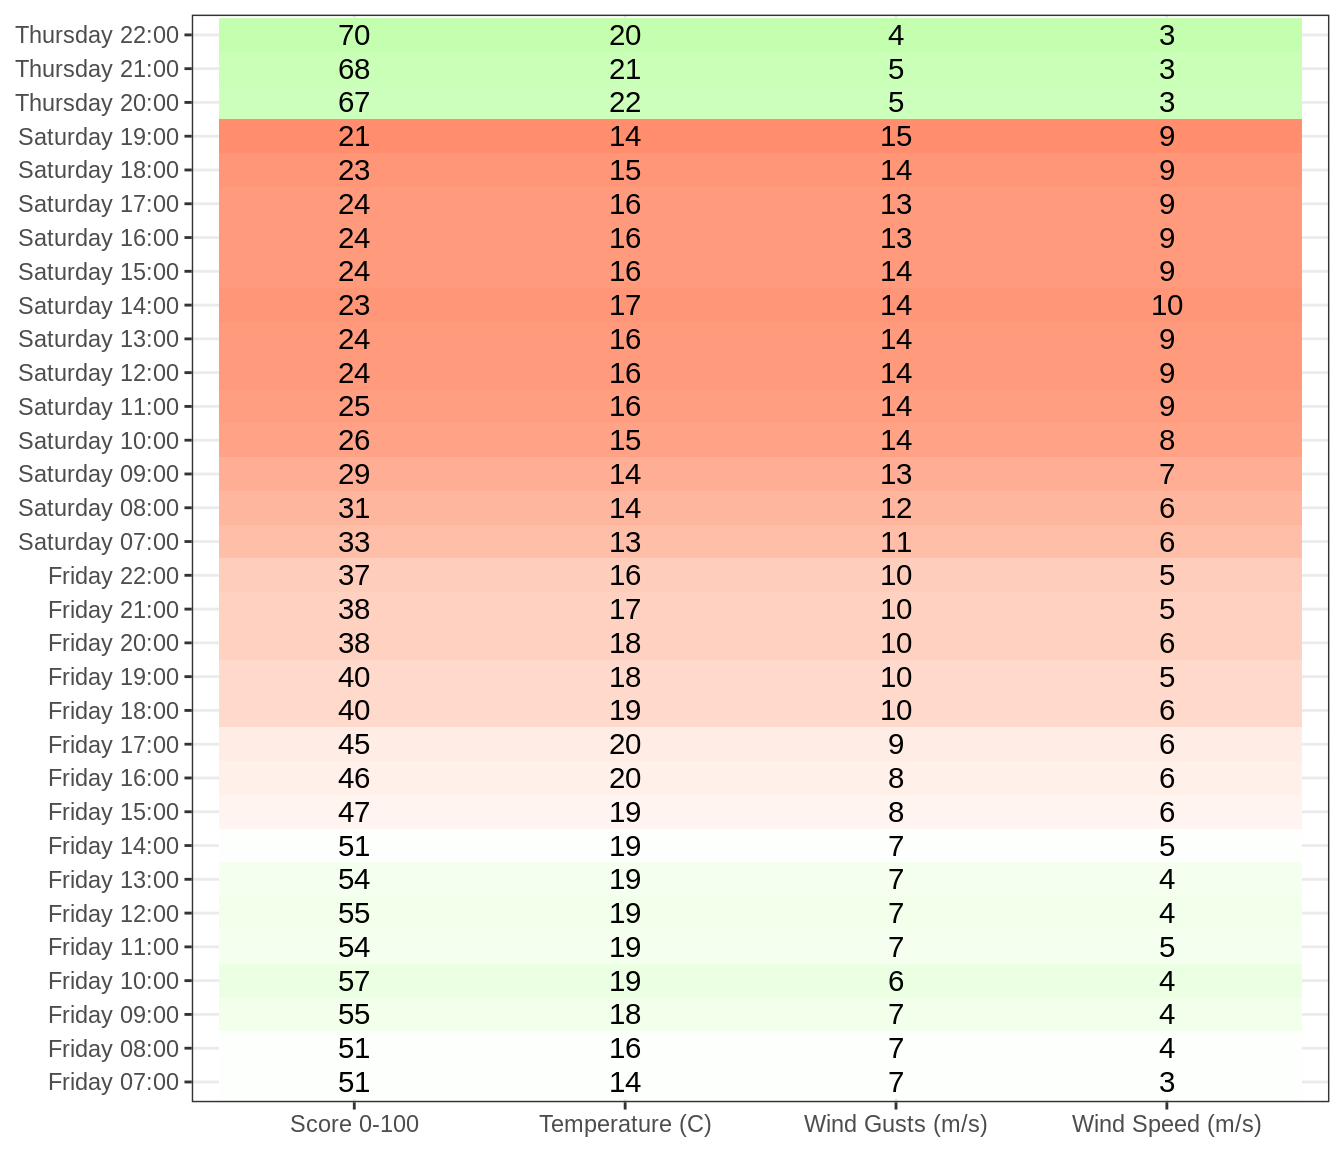 Thursday 22:00 70 20 4 3
Thursday 21:00 68 21 5 3
Thursday 20:00 67 22 5 3
Saturday 19:00 21 14 15 9
Saturday 18:00 23 15 14 9
Saturday 17:00 24 16 13 9
Saturday 16:00 24 16 13 9
Saturday 15:00 24 16 14 9
Saturday 14:00 23 17 14 10
Saturday 13:00 24 16 14 9
Saturday 12:00 24 16 14 9
Saturday 11:00 25 16 14 9
Saturday 10:00 26 15 14 8
Saturday 09:00 29 14 13 7
Saturday 08:00 31 14 12 6
Saturday 07:00 33 13 11 6
Friday 22:00 37 16 10 5
Friday 21:00 38 17 10 5
Friday 20:00 38 18 10 6
Friday 19:00 40 18 10 5
Friday 18:00 40 19 10 6
Friday 17:00 45 20 9 6
Friday 16:00 46 20 8 6
Friday 15:00 47 19 8 6
Friday 14:00 51 19 7 5
Friday 13:00 54 19 7 4
Friday 12:00 55 19 7 4
Friday 11:00 54 19 7 5
Friday 10:00 57 19 6 4
Friday 09:00 55 18 7 4
Friday 08:00 51 16 7 4
Friday 07:00 51 14 7 3
Score 0-100 Temperature (C) Wind Gusts (m/s) Wind Speed (m/s)